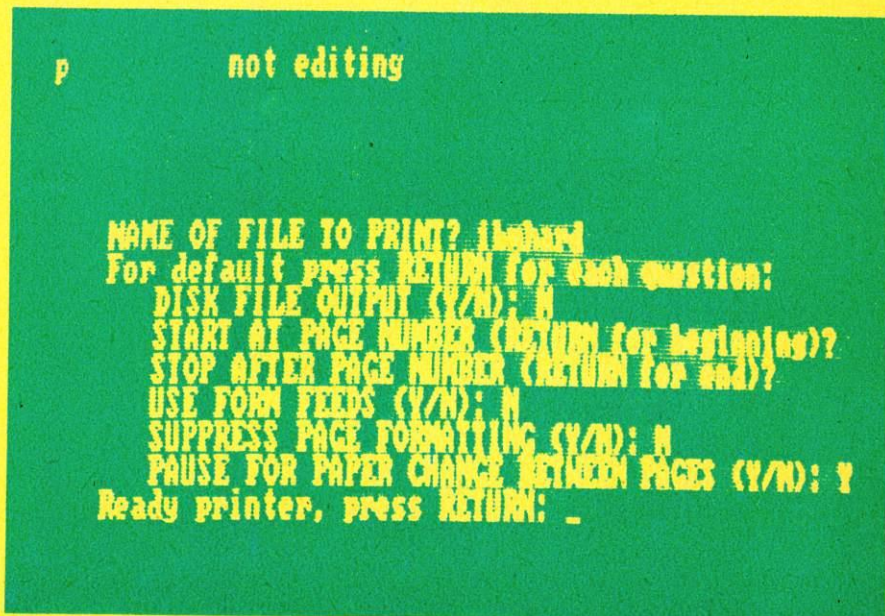 p not editing
NAME OF FILE TO PRINT? ibmhard
For default press RETURN for each question:
DISK FILE OUTPUT (Y/N): N
START AT PAGE NUMBER (RETURN for beginning)?
STOP AFTER PAGE NUMBER (RETURN for end)?
USE FORM FEEDS (Y/N): N
SUPPRESS PAGE FORMATTING (Y/N): N
PAUSE FOR PAPER CHANGE BETWEEN PAGES (Y/N): Y
Ready printer, press RETURN: _